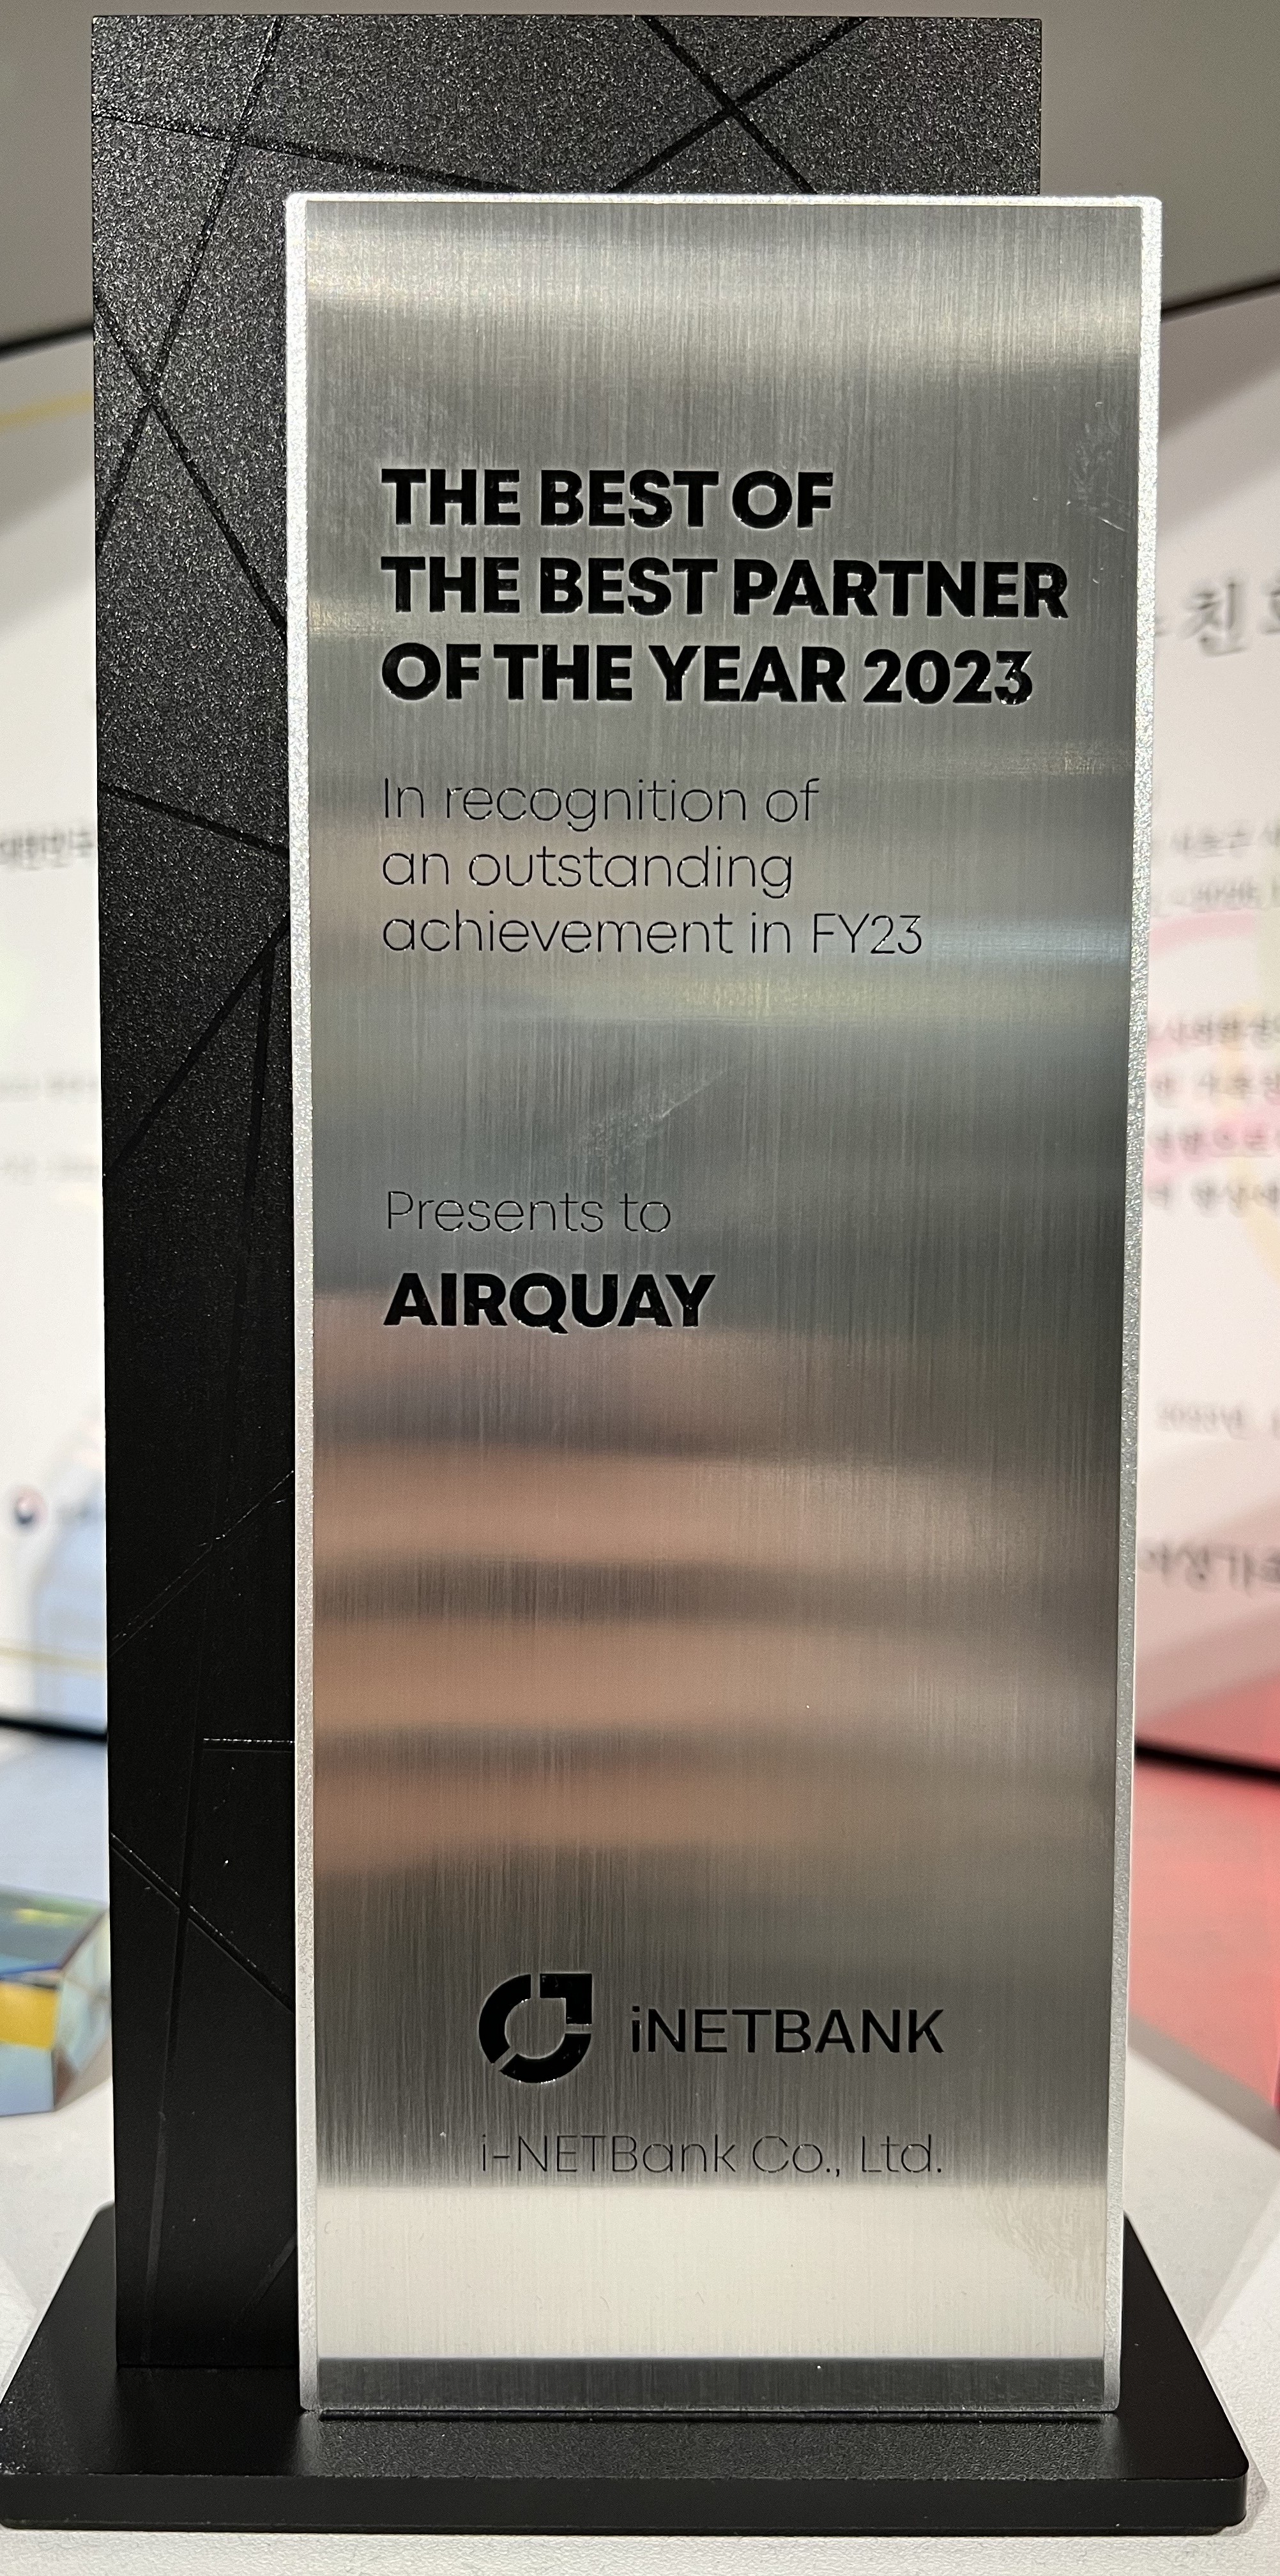 THE BEST OF
THE BEST PARTNER
OF THE YEAR 2023
In recognition of
an outstanding
achievement in FY23
Presents to
AIRQUAY
iNETBANK
i-NETBank Co., Ltd.
친